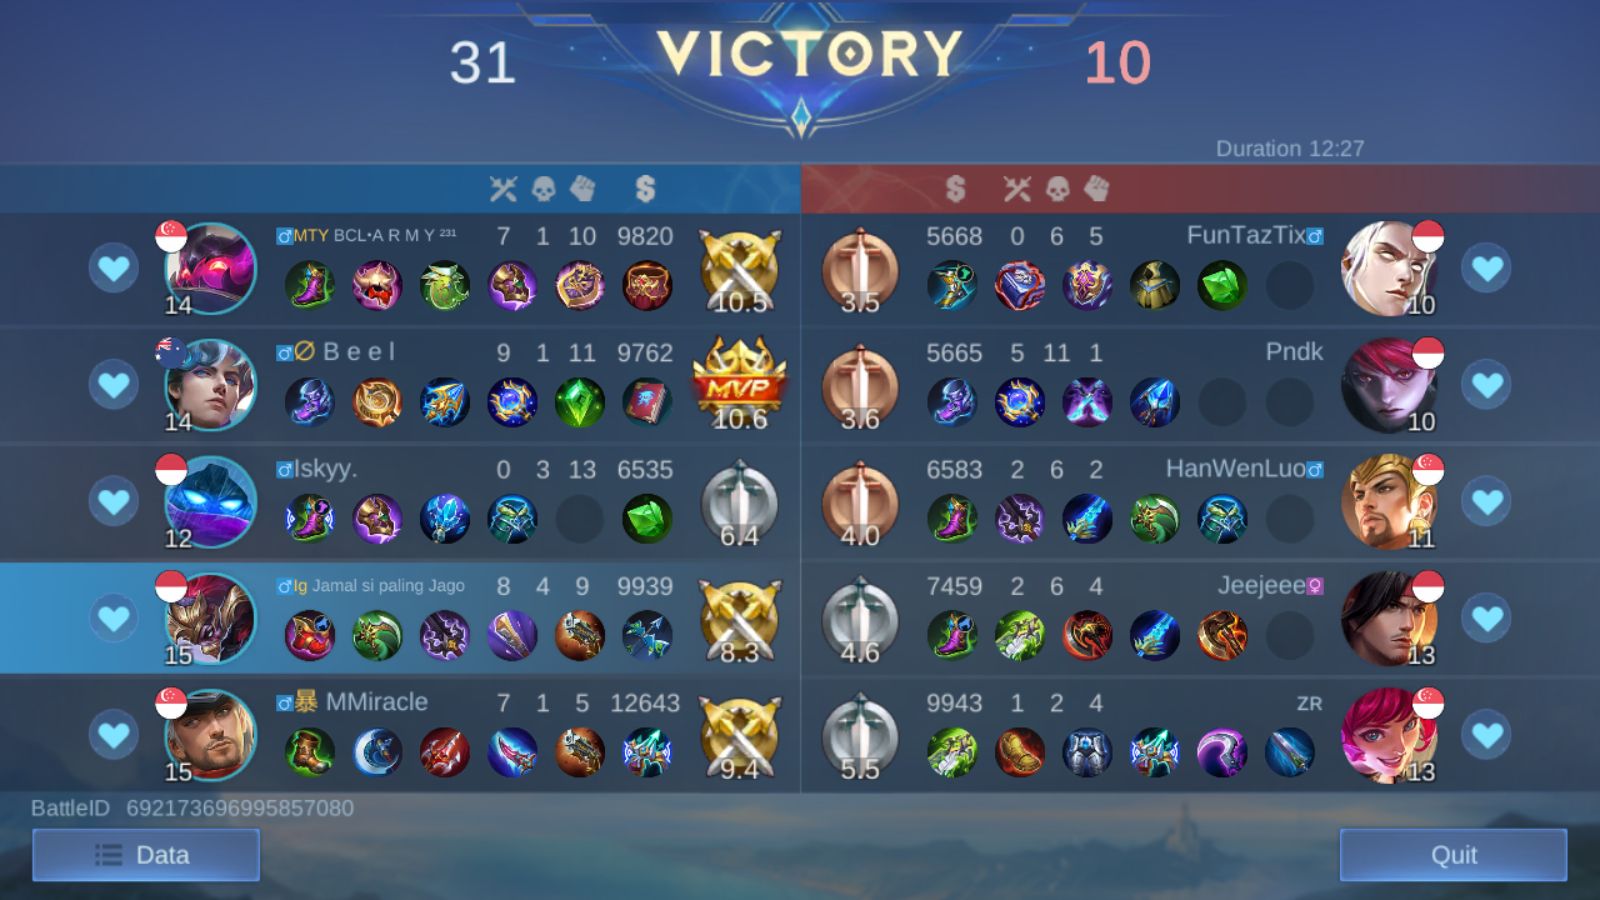 31 VICTORY 10
Duration 12:27
MTY BCL•A R M Y ²³¹ 7 1 10 9820 10.5 14
3.5 5668 0 6 5 FunTazTix 10
Ø B e e l 9 1 11 9762 MVP 10.6 14
3.6 5665 5 11 1 Pndk 10
Iskyy. 0 3 13 6535 6.4 12
4.0 6583 2 6 2 HanWenLuo 11
Ig Jamal si paling Jago 8 4 9 9939 8.3 15
4.6 7459 2 6 4 Jeejeee 13
暴 MMiracle 7 1 5 12643 9.4 15
5.5 9943 1 2 4 ZR 13
BattleID 692173696995857080
Data
Quit